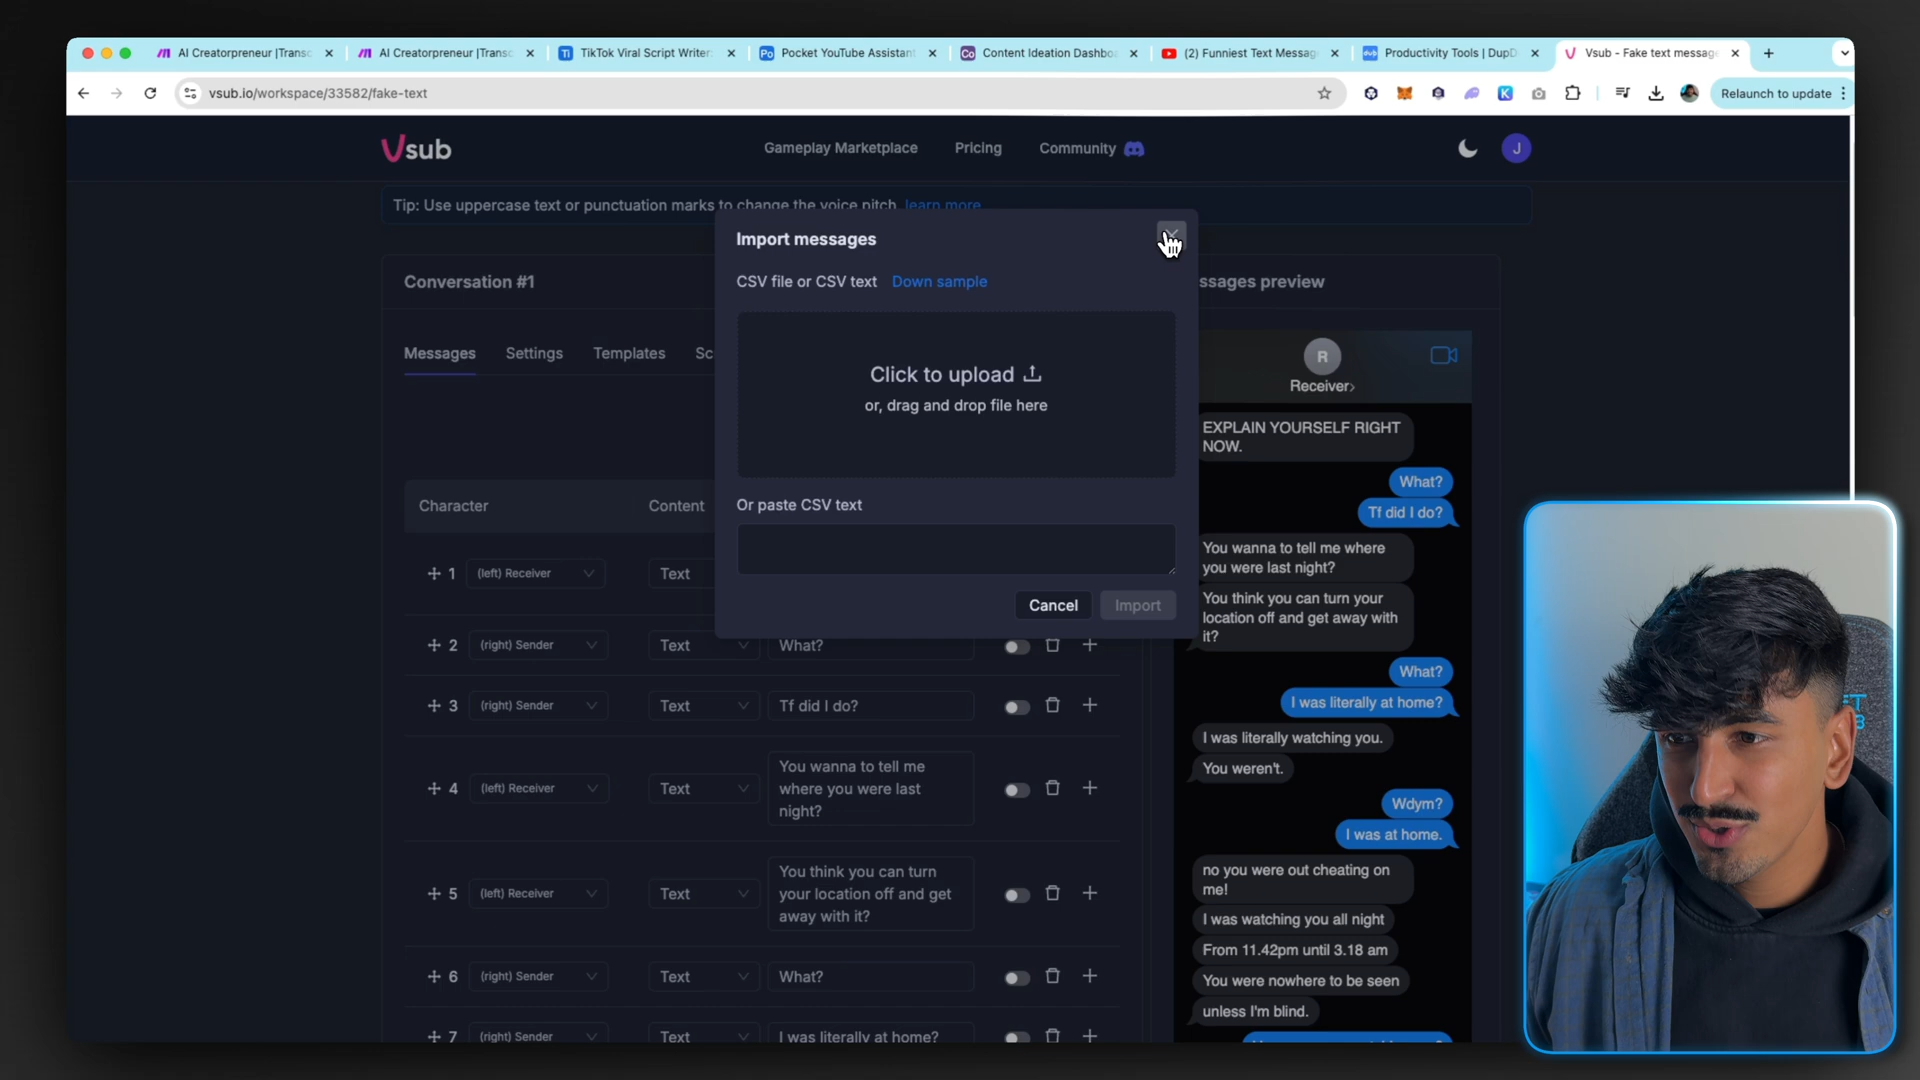 AI Creatorpreneur |Transc
AI Creatorpreneur |Transc
Ti
TikTok Viral Script Writer
Po
Pocket YouTube Assistant
Co
Content Ideation Dashbo
(2) Funniest Text Messag
dub
Productivity Tools | DupD
Vsub - Fake text messag
vsub.io/workspace/33582/fake-text
K
Relaunch to update
Vsub
Gameplay Marketplace
Pricing
Community
J
Tip: Use uppercase text or punctuation marks to change the voice pitch. learn more
Import messages
CSV file or CSV text
Down sample
Click to upload
or, drag and drop file here
Or paste CSV text
Cancel
Import
Conversation #1
Messages
Settings
Templates
Sc
Character
Content
1
(left) Receiver
Text
2
(right) Sender
Text
What?
3
(right) Sender
Text
Tf did I do?
4
(left) Receiver
Text
You wanna to tell me
where you were last
night?
5
(left) Receiver
Text
You think you can turn
your location off and get
away with it?
6
(right) Sender
Text
What?
7
(right) Sender
Text
I was literally at home?
ssages preview
R
Receiver
EXPLAIN YOURSELF RIGHT
NOW.
What?
Tf did I do?
You wanna to tell me where
you were last night?
You think you can turn your
location off and get away with
it?
What?
I was literally at home?
I was literally watching you.
You weren't.
Wdym?
I was at home.
no you were out cheating on
me!
I was watching you all night
From 11.42pm until 3.18 am
You were nowhere to be seen
unless I'm blind.